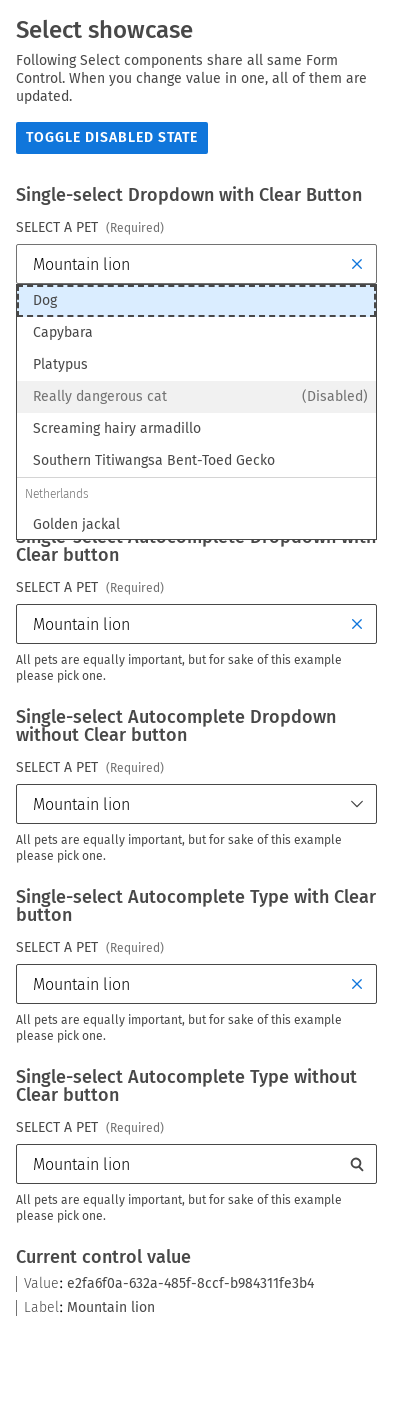 Select showcase
Following Select components share all same Form
Control. When you change value in one, all of them are
updated.
TOGGLE DISABLED STATE
Single-select Dropdown with Clear Button
SELECT A PET (Required)
Mountain lion
Dog
Capybara
Platypus
Really dangerous cat (Disabled)
Screaming hairy armadillo
Southern Titiwangsa Bent-Toed Gecko
Netherlands
Golden jackal
Single-select Autocomplete Dropdown with
Clear button
SELECT A PET (Required)
Mountain lion
All pets are equally important, but for sake of this example
please pick one.
Single-select Autocomplete Dropdown
without Clear button
SELECT A PET (Required)
Mountain lion
All pets are equally important, but for sake of this example
please pick one.
Single-select Autocomplete Type with Clear
button
SELECT A PET (Required)
Mountain lion
All pets are equally important, but for sake of this example
please pick one.
Single-select Autocomplete Type without
Clear button
SELECT A PET (Required)
Mountain lion
All pets are equally important, but for sake of this example
please pick one.
Current control value
Value: e2fa6f0a-632a-485f-8ccf-b984311fe3b4
Label: Mountain lion